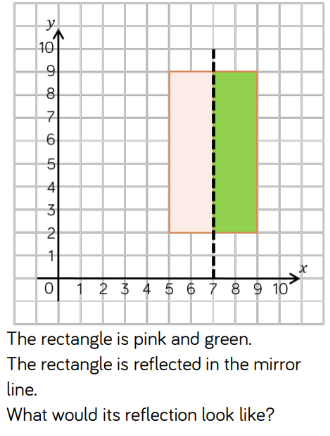 y
10
9
8
7
6
5
4
3
2
1
0 1 2 3 4 5 6 7 8 9 10
x
The rectangle is pink and green.
The rectangle is reflected in the mirror
line.
What would its reflection look like?